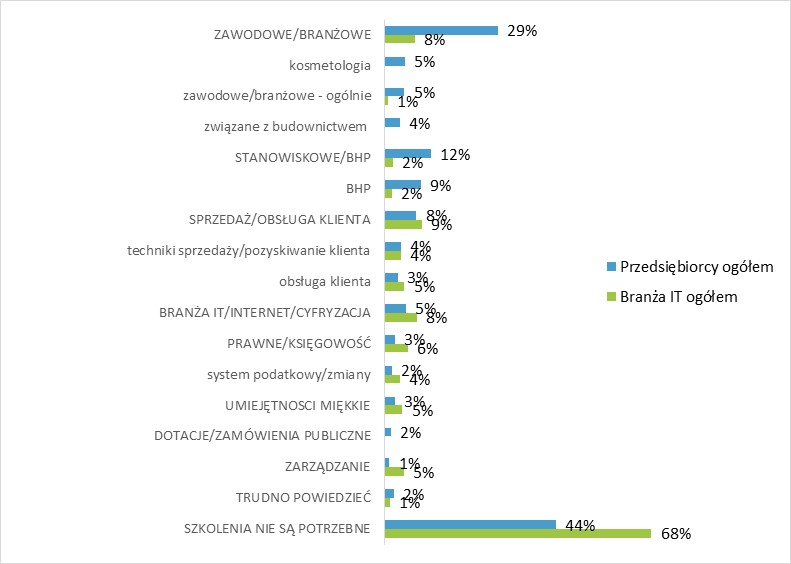 ZAWODOWE/BRANŻOWE 29% 8%
kosmetologia 5%
zawodowe/branżowe - ogólnie 5% 1%
związane z budownictwem 4%
STANOWISKOWE/BHP 12% 2%
BHP 9% 2%
SPRZEDAŻ/OBSŁUGA KLIENTA 8% 9%
techniki sprzedaży/pozyskiwanie klienta 4% 4%
obsługa klienta 3% 5%
BRANŻA IT/INTERNET/CYFRYZACJA 5% 8%
PRAWNE/KSIĘGOWOŚĆ 3% 6%
system podatkowy/zmiany 2% 4%
UMIEJĘTNOSCI MIĘKKIE 3% 5%
DOTACJE/ZAMÓWIENIA PUBLICZNE 2%
ZARZĄDZANIE 1% 5%
TRUDNO POWIEDZIEĆ 2% 1%
SZKOLENIA NIE SĄ POTRZEBNE 44% 68%
Przedsiębiorcy ogółem
Branża IT ogółem